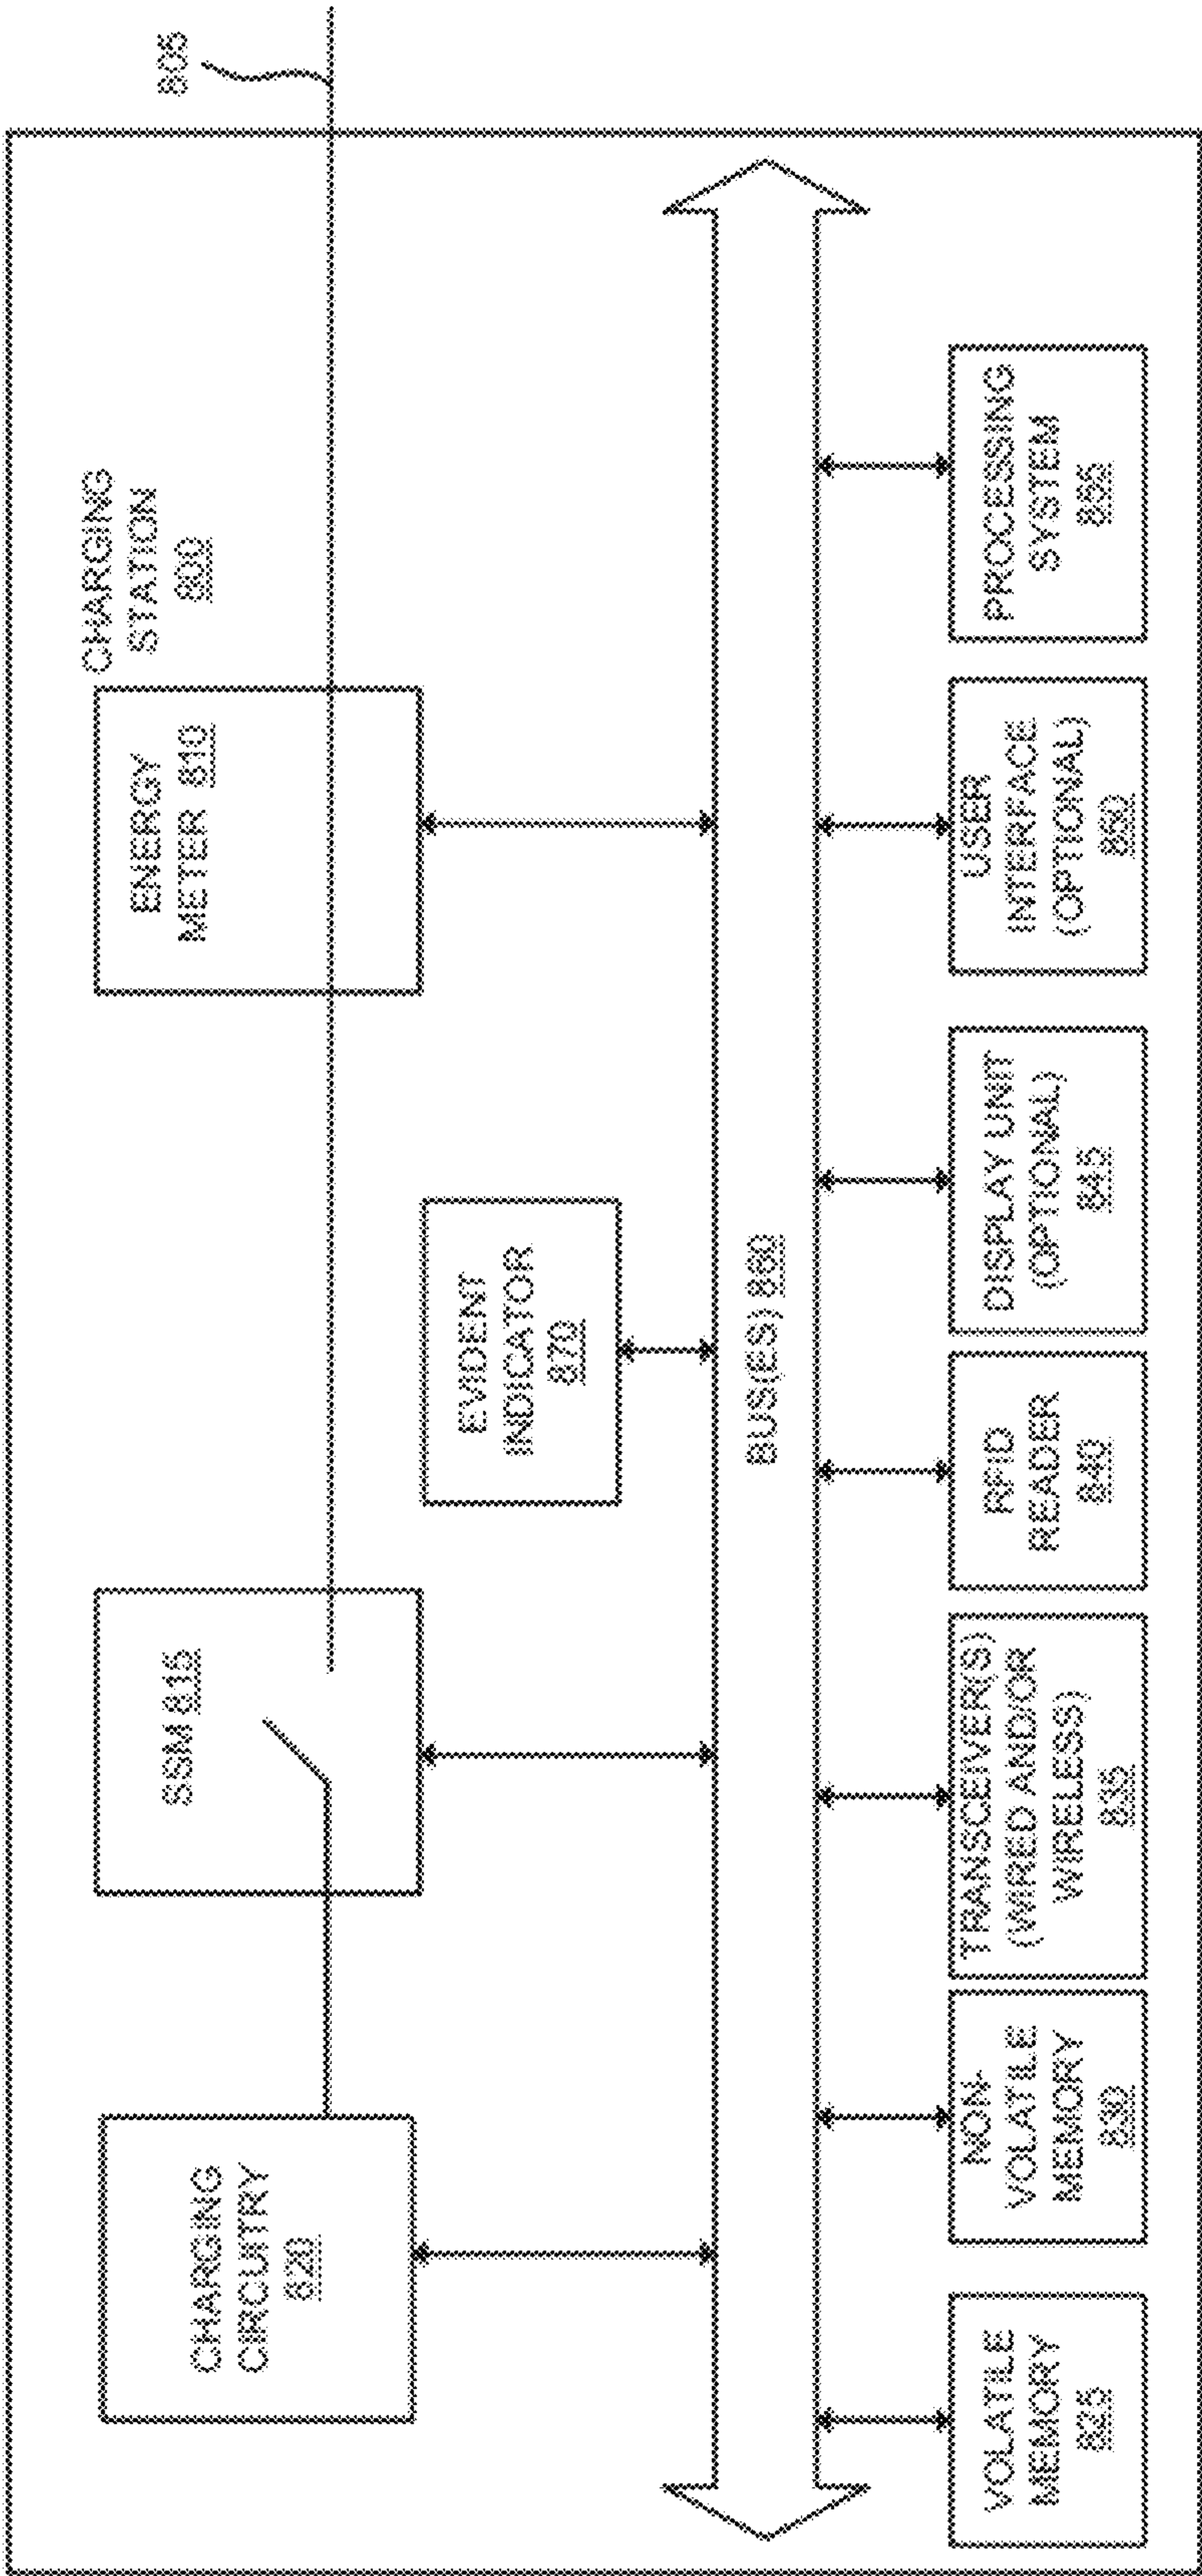 805
CHARGING
STATION
800
CHARGING
CIRCUITRY
820
SSM 815
ENERGY
METER 810
EVIDENT
INDICATOR
870
BUS(ES) 880
VOLATILE
MEMORY
825
NON-
VOLATILE
MEMORY
830
TRANSCEIVER(S)
(WIRED AND/OR
WIRELESS)
835
RFID
READER
840
DISPLAY UNIT
(OPTIONAL)
845
USER
INTERFACE
(OPTIONAL)
850
PROCESSING
SYSTEM
855